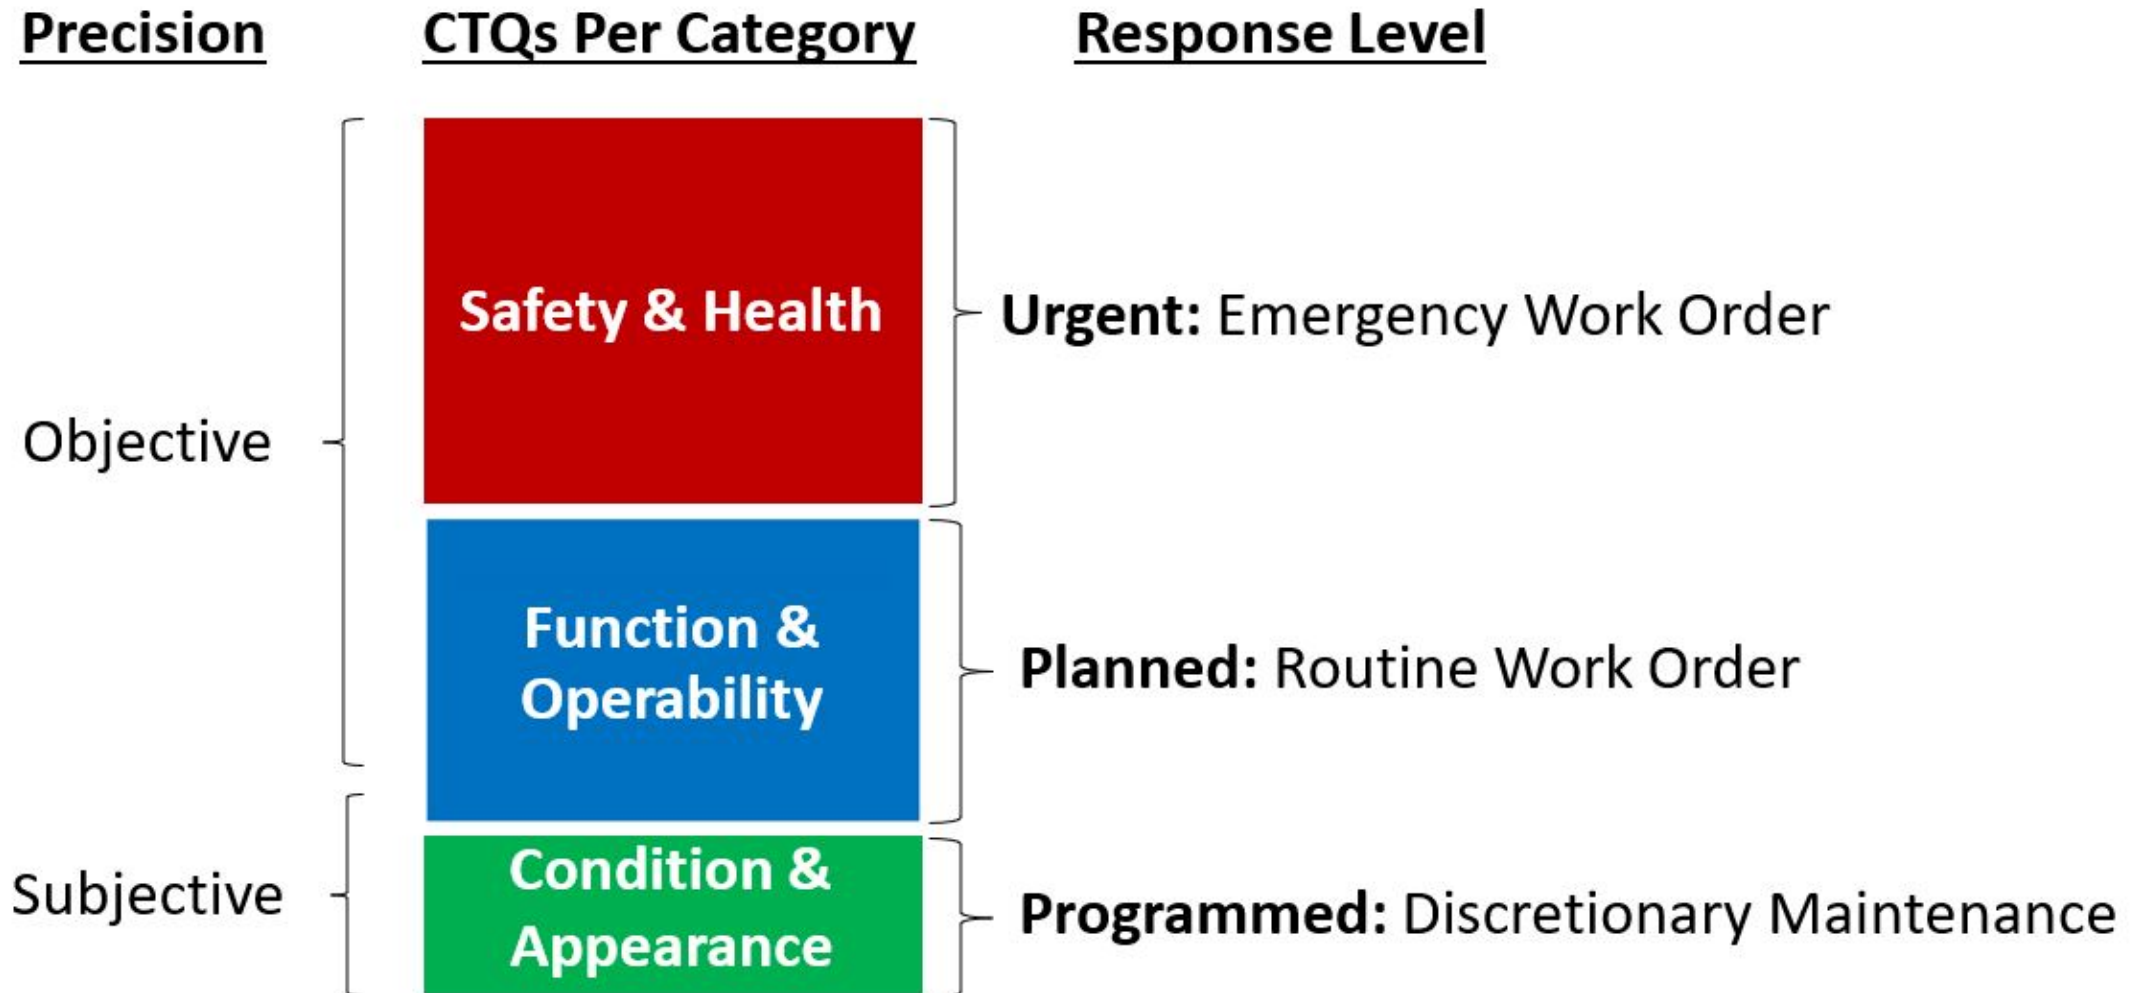 Precision
CTQs Per Category
Response Level
Safety & Health
Urgent: Emergency Work Order
Objective
Function &
Operability
Planned: Routine Work Order
Subjective
Condition &
Appearance
Programmed: Discretionary Maintenance